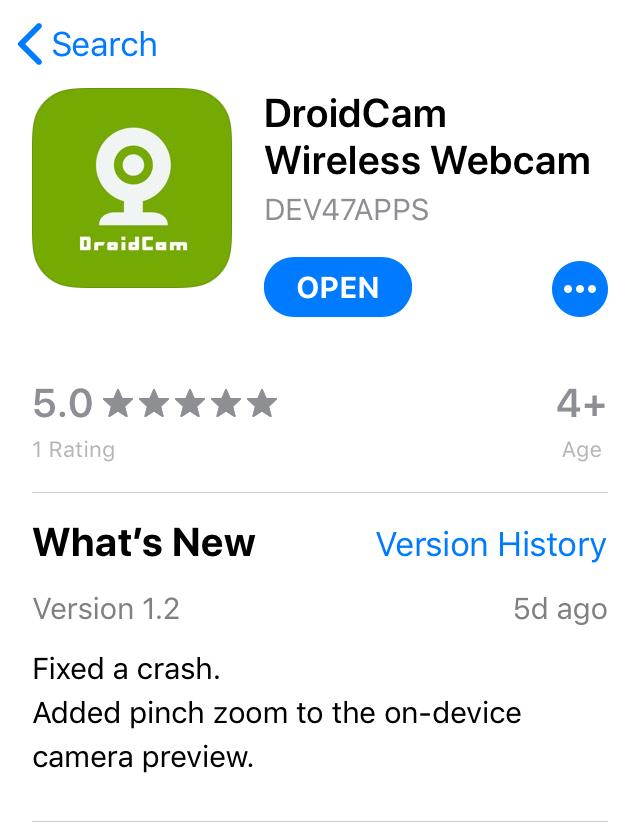 Search
DroidCam
DroidCam
Wireless Webcam
DEV47APPS
OPEN
5.0
4+
1 Rating
Age
What’s New
Version History
Version 1.2
5d ago
Fixed a crash.
Added pinch zoom to the on-device
camera preview.